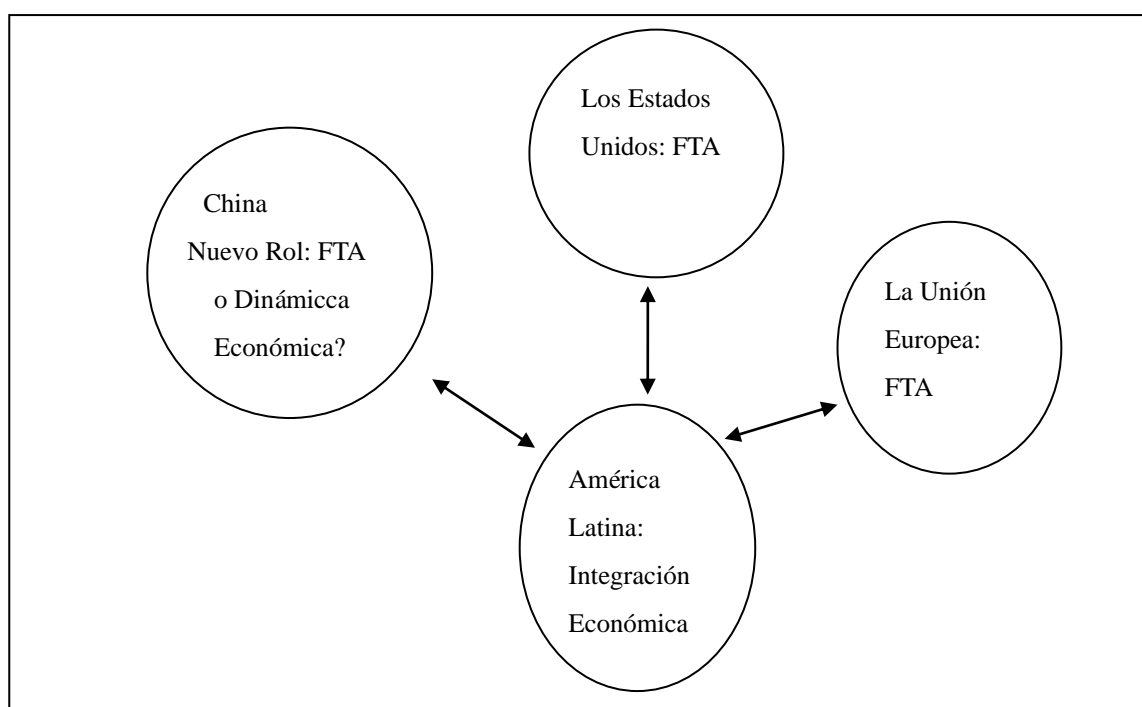 Los Estados
Unidos: FTA
China
Nuevo Rol: FTA
o Dinámicca
Económica?
La Unión
Europea:
FTA
América
Latina:
Integración
Económica